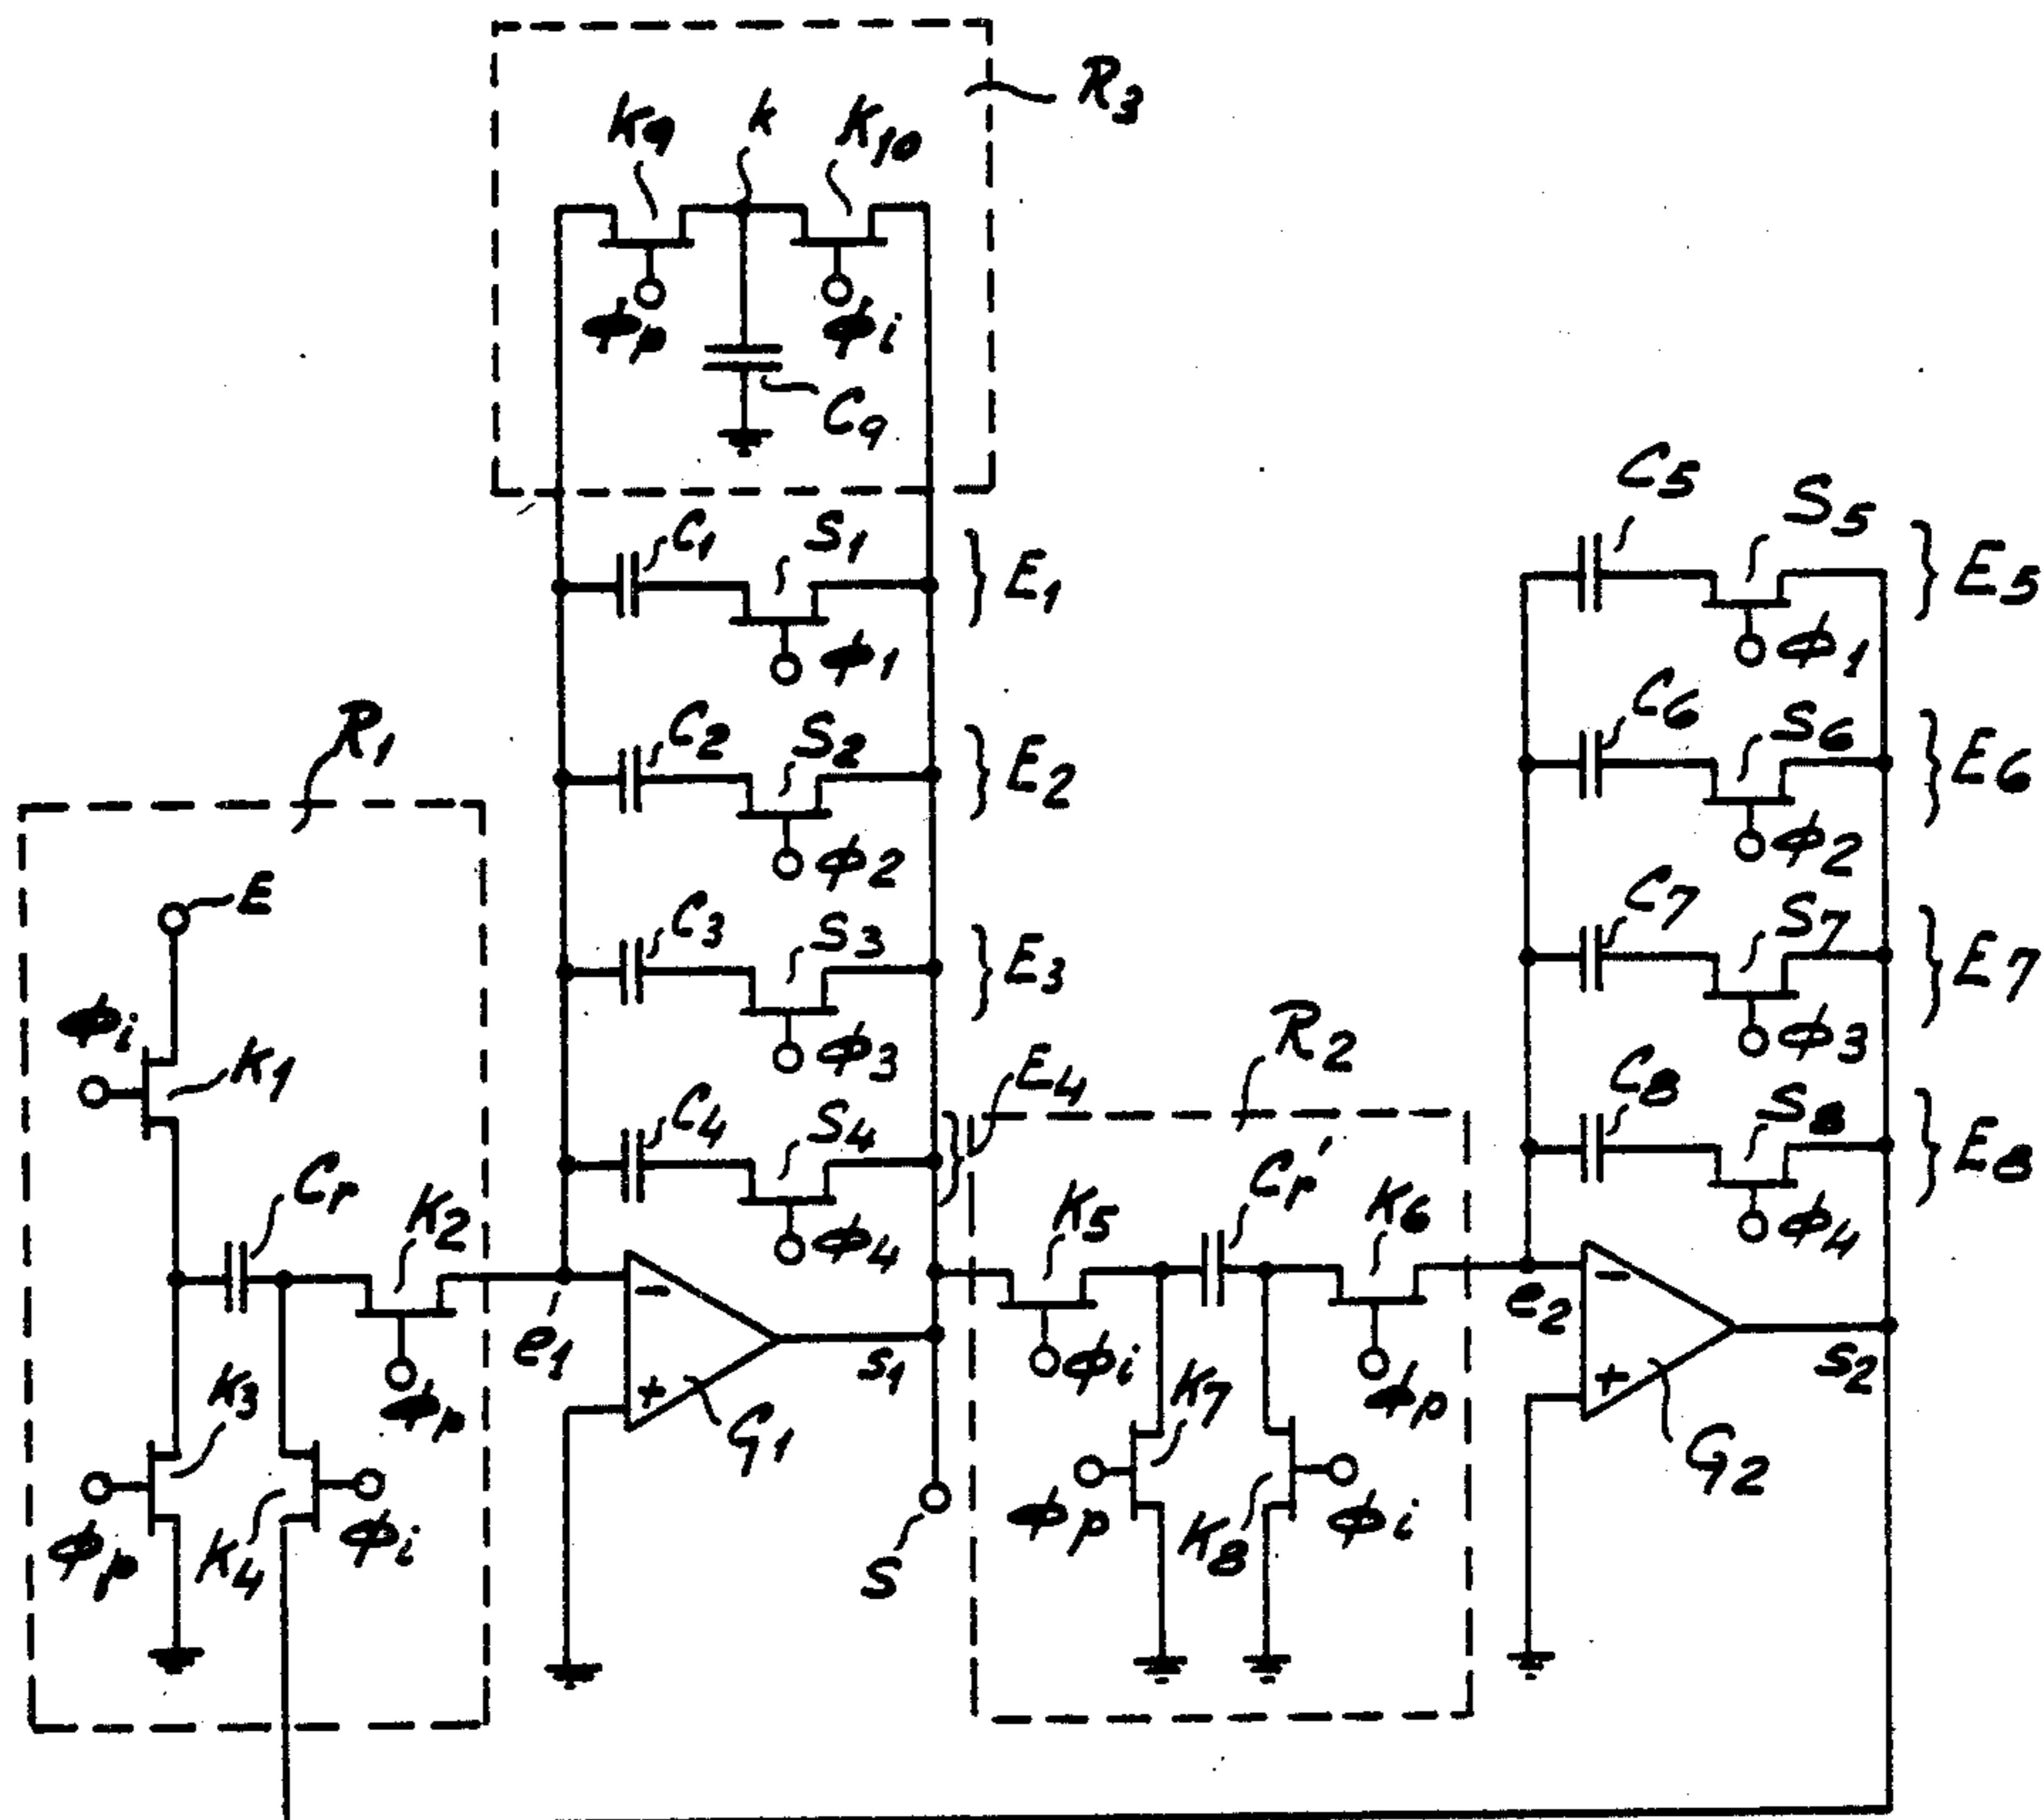 R3
K9 k K10
ϕp ϕi
C9
C1 S1 E1
ϕ1
C2 S2 E2
ϕ2
C3 S3 E3
ϕ3
C4 S4 E4
ϕ4
C5 S5 E5
ϕ1
C6 S6 E6
ϕ2
C7 S7 E7
ϕ3
C8 S8 E8
ϕ4
R1
E
ϕi K1
Cr K2
ϕp
K3
ϕp K4 ϕi
e1 - + G1 s1
S
R2
K5 Cr' K6
ϕi ϕp
K7
ϕp K8 ϕi
e2 - + G2 s2